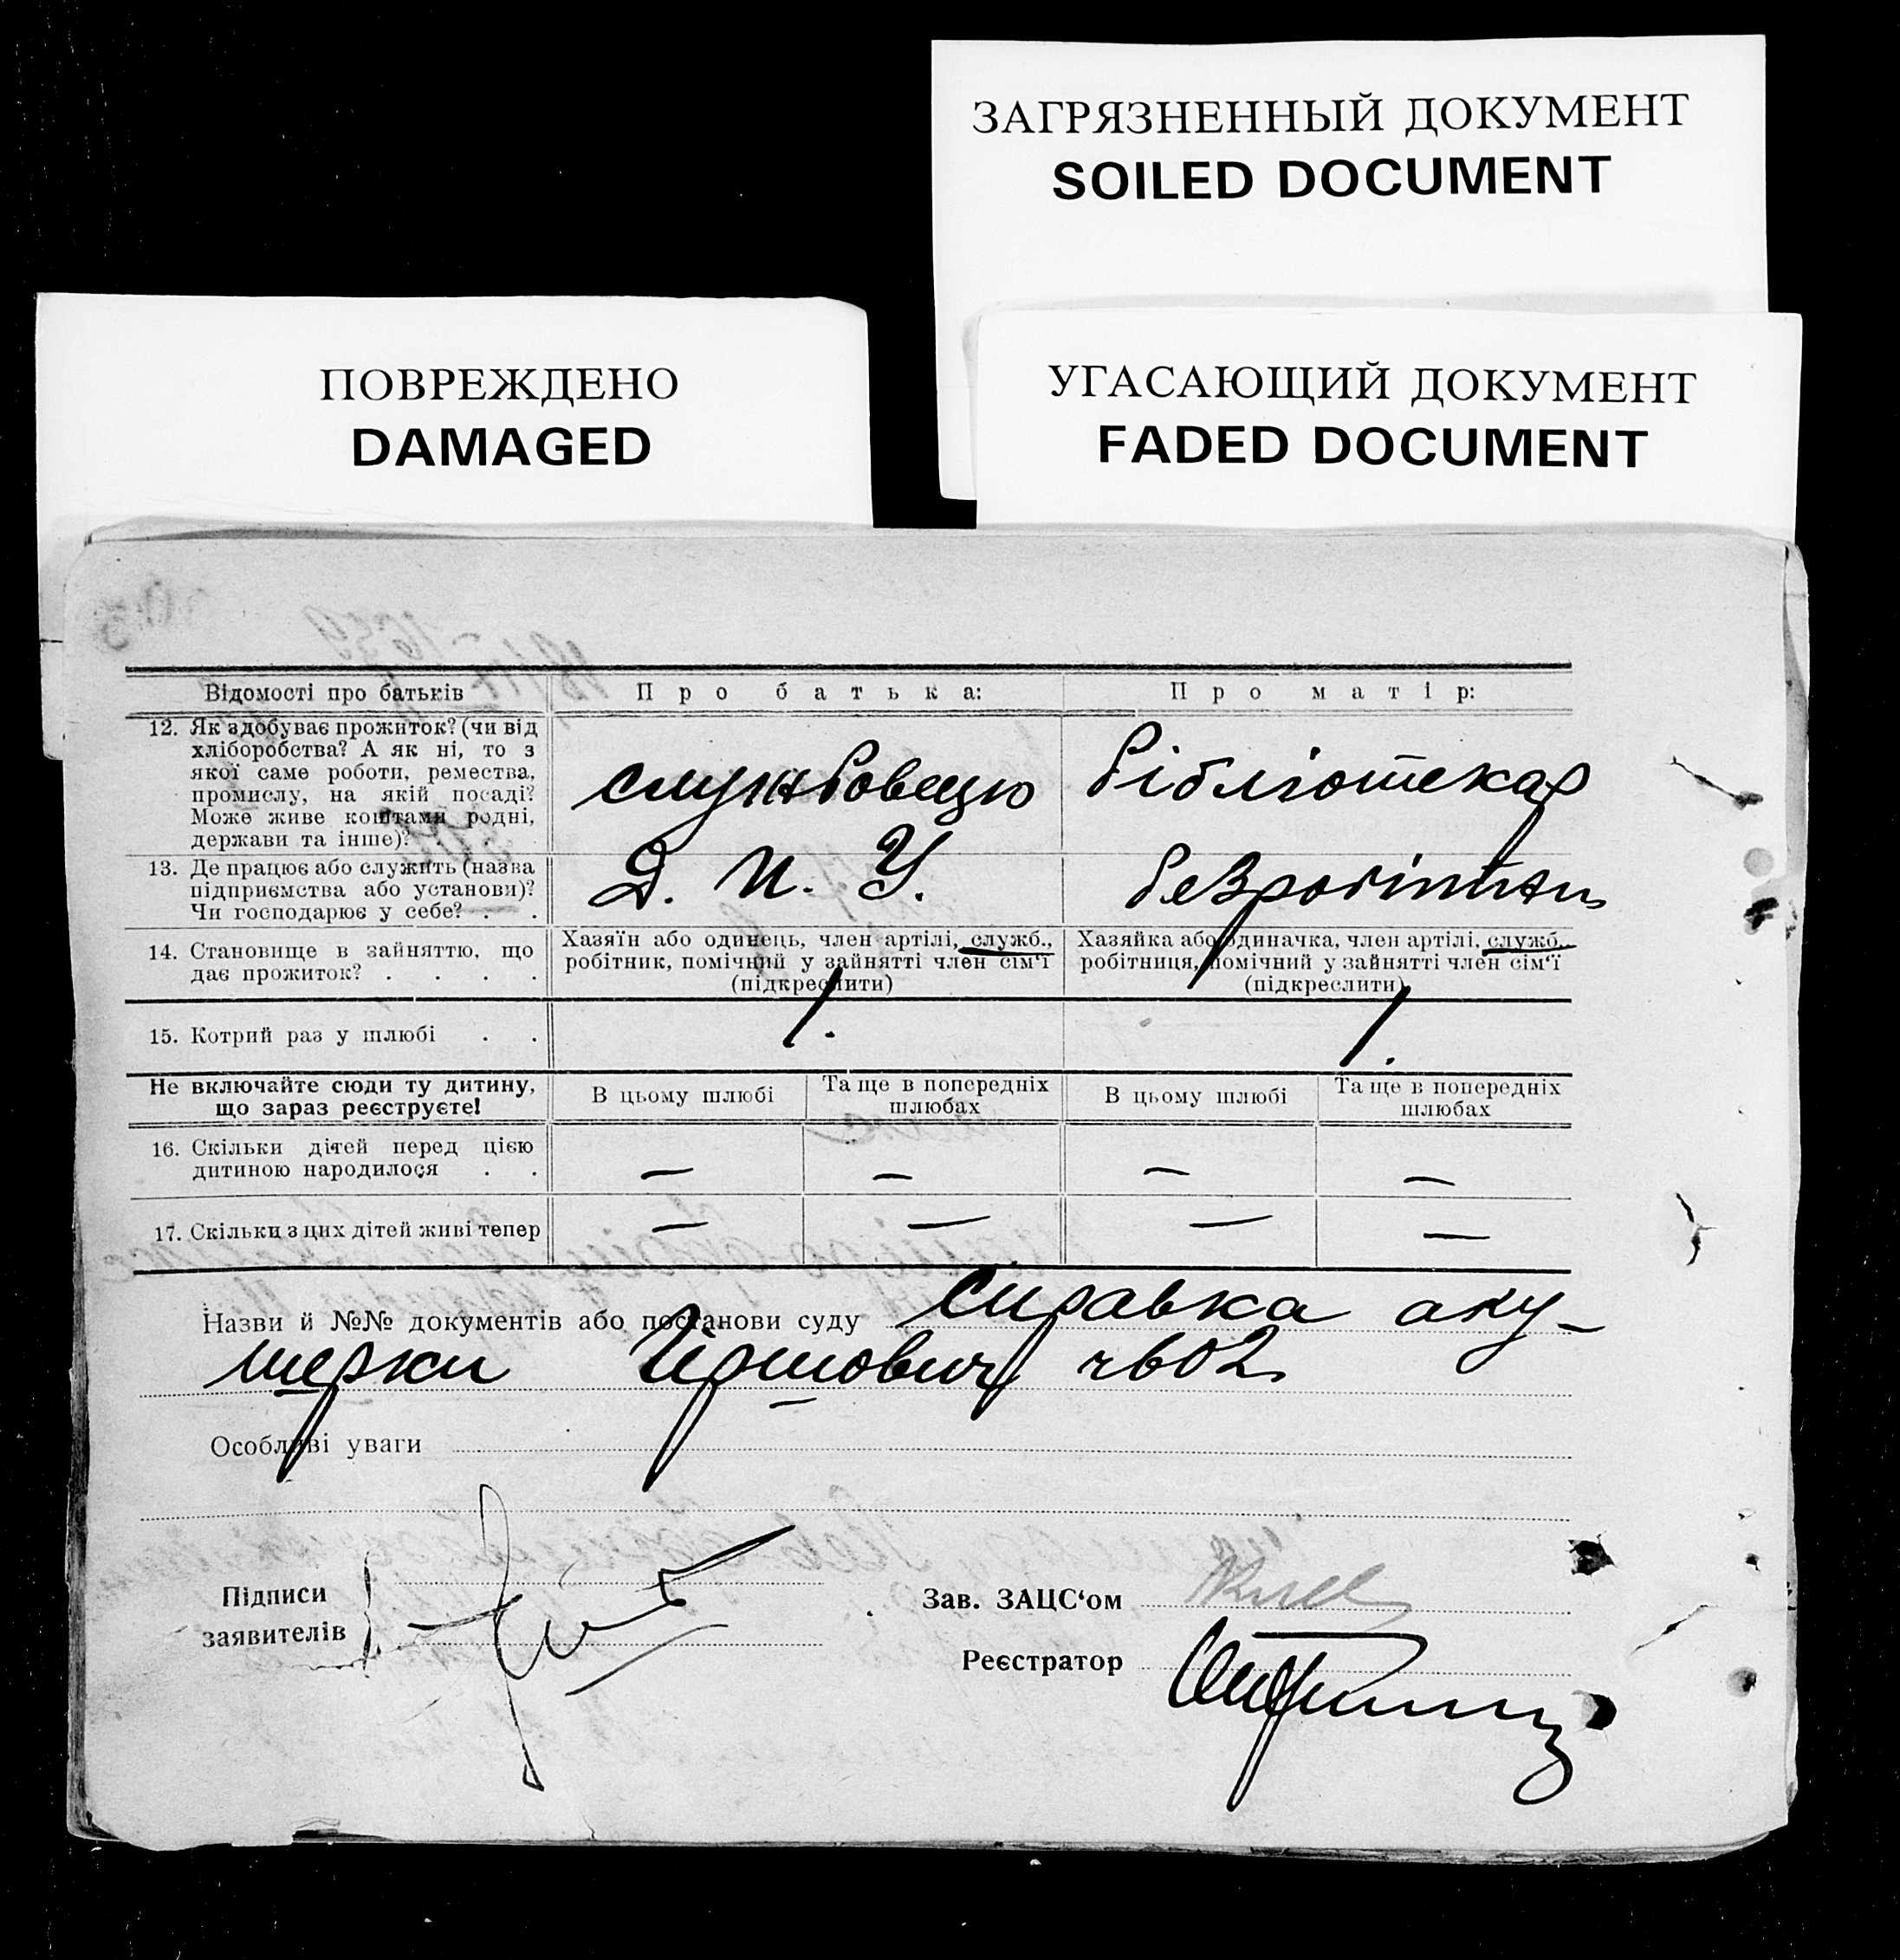 ЗАГРЯЗНЕННЫЙ ДОКУМЕНТ
SOILED DOCUMENT
ПОВРЕЖДЕНО
DAMAGED
УГАСАЮЩИЙ ДОКУМЕНТ
FADED DOCUMENT
Відомості про батьків
Про батька:
Про матір:
12. Як здобуває прожиток? (чи від
хліборобства? А як ні, то з
якої саме роботи, ремества,
промислу, на якій посаді?
Може живе коштами родні,
держави та інше)? . .
бібліотекар
13. Де працює або служить (назва
підприємства або установи)?
Чи господарює у себе? . .
безробітн
14. Становище в зайняттю, що
дає прожиток? . . . .
Хазяїн або одинець, член артілі, служб.,
робітник, помічний у зайнятті член сім'ї
(підкреслити)
Хазяйка або одиначка, член артілі, служб.
робітниця, помічний у зайнятті член сім'ї
(підкреслити)
15. Котрий раз у шлюбі . .
1.
1.
Не включайте сюди ту дитину,
що зараз реєструєте!
В цьому шлюбі
Та ще в попередніх
шлюбах
В цьому шлюбі
Та ще в попередніх
шлюбах
16. Скільки дітей перед цією
дитиною народилося . .
— — — —
17. Скільки з цих дітей живі тепер
— — — —
Назви й №№ документів або постанови суду справка аку-
шерки
Особливі уваги
Підписи
заявителів
Зав. ЗАЦС‘ом
Реєстратор